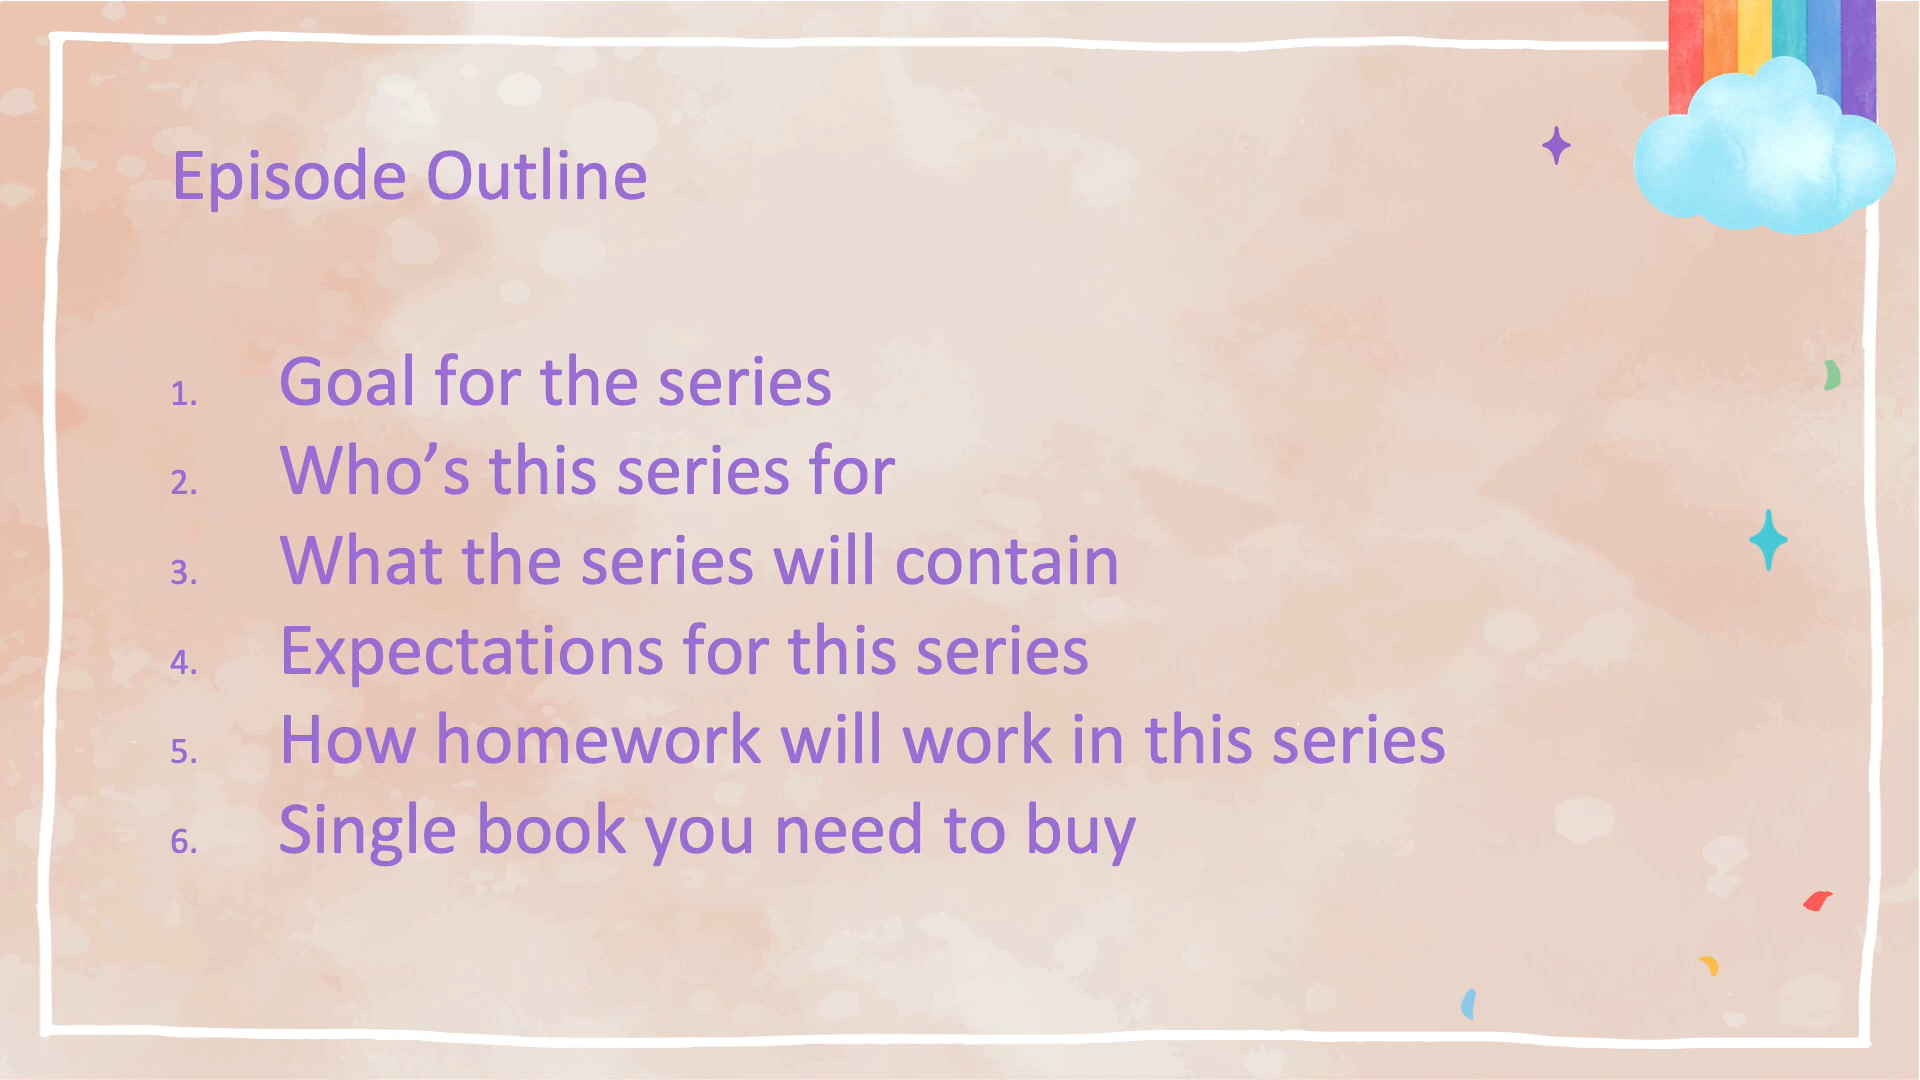 Episode Outline
1. Goal for the series
2. Who’s this series for
3. What the series will contain
4. Expectations for this series
5. How homework will work in this series
6. Single book you need to buy